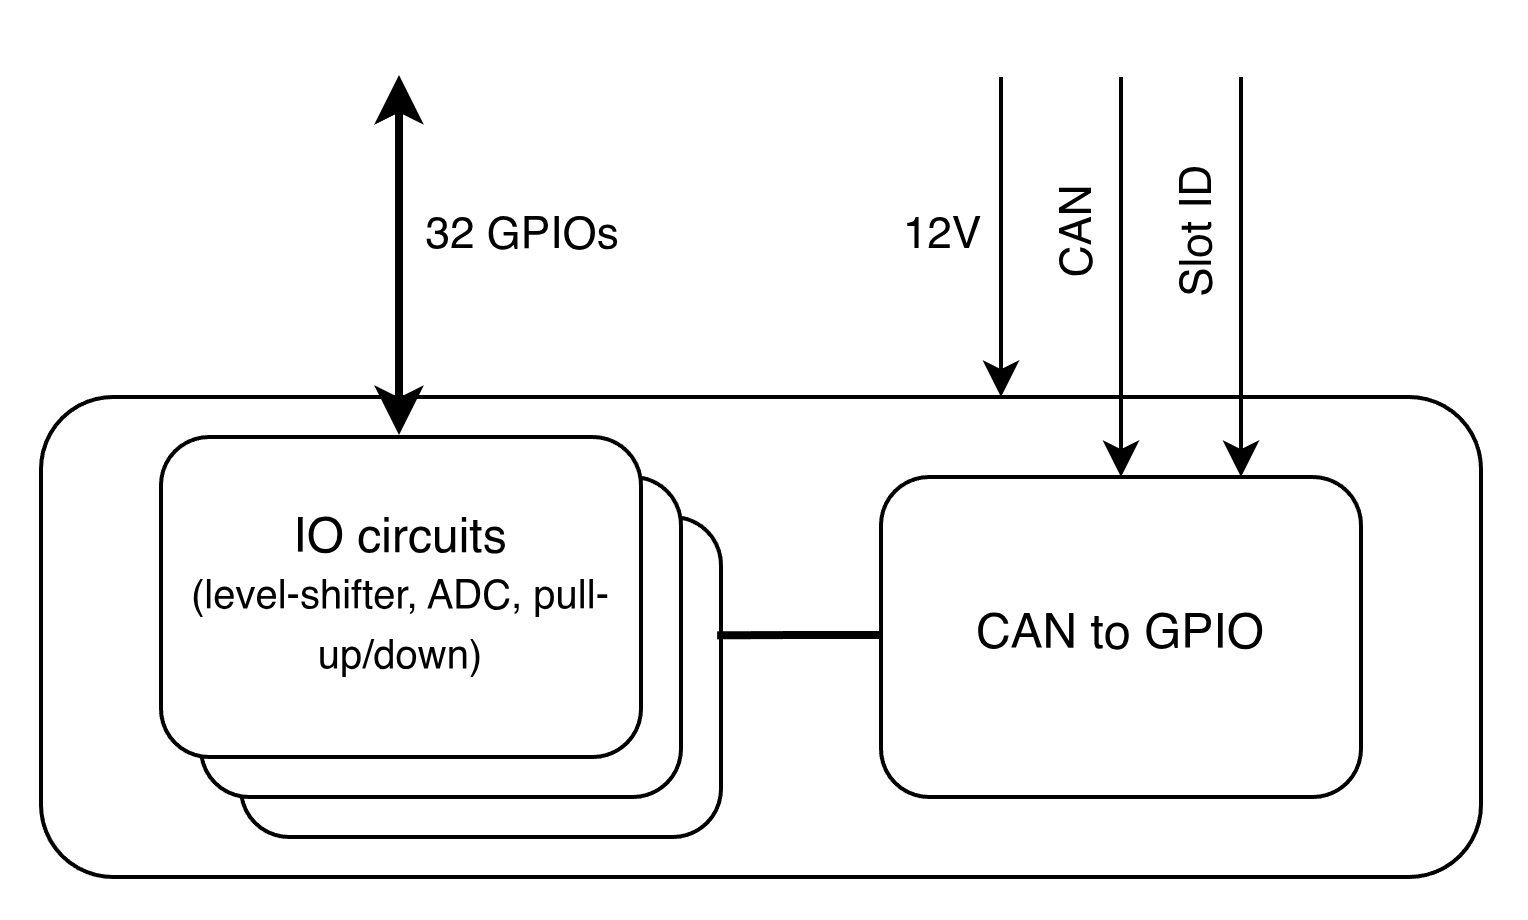 32 GPIOs
12V
CAN
Slot ID
IO circuits
(level-shifter, ADC, pull-
up/down)
CAN to GPIO